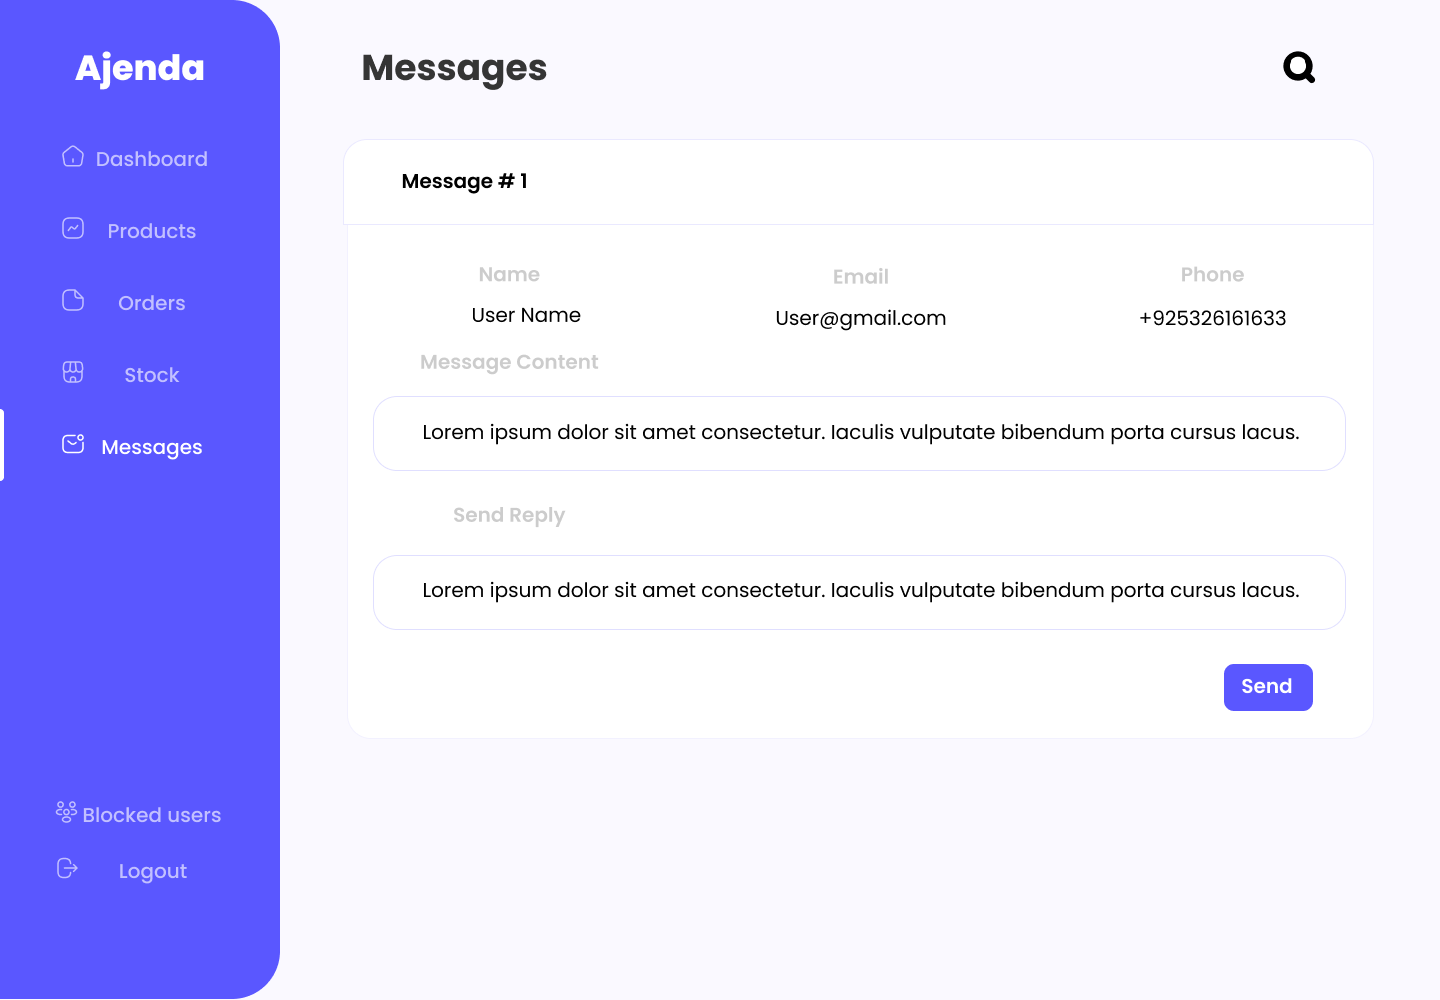 Ajenda
Dashboard
Products
Orders
Stock
Messages
Blocked users
Logout
Messages
Message # 1
Name
Email
Phone
User Name
User@gmail.com
+925326161633
Message Content
Lorem ipsum dolor sit amet consectetur. Iaculis vulputate bibendum porta cursus lacus.
Send Reply
Lorem ipsum dolor sit amet consectetur. Iaculis vulputate bibendum porta cursus lacus.
Send